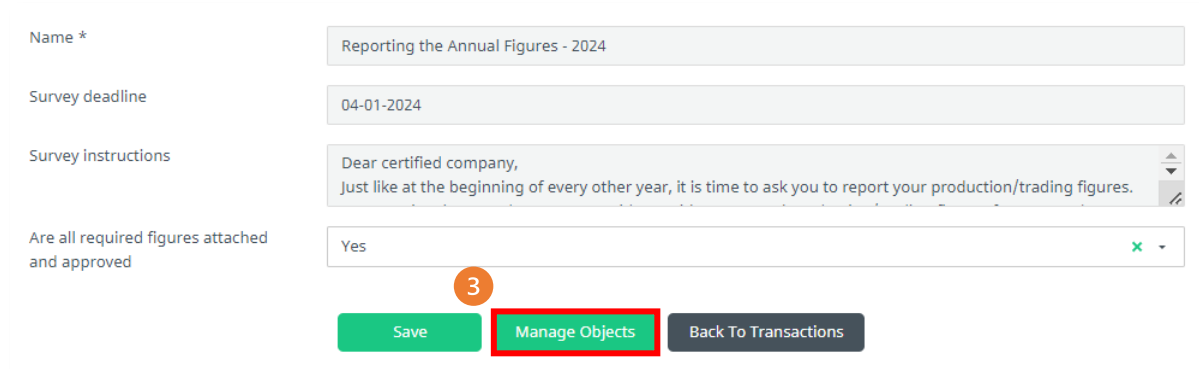 Name *
Reporting the Annual Figures - 2024
Survey deadline
04-01-2024
Survey instructions
Dear certified company,
Just like at the beginning of every other year, it is time to ask you to report your production/trading figures.
Are all required figures attached
and approved
Yes
3
Save
Manage Objects
Back To Transactions